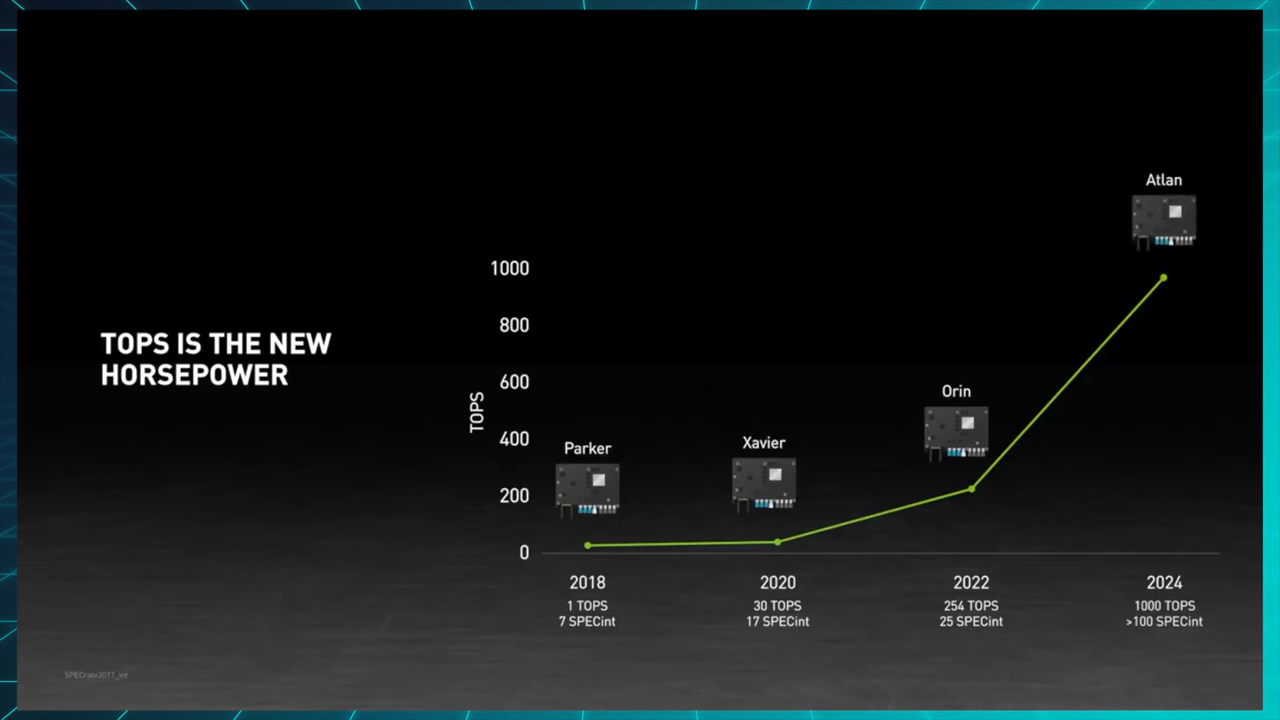 TOPS IS THE NEW
HORSEPOWER
TOPS
1000
800
600
400
200
0
Parker
Xavier
Orin
Atlan
2018
1 TOPS
7 SPECint
2020
30 TOPS
17 SPECint
2022
254 TOPS
25 SPECint
2024
1000 TOPS
>100 SPECint
SPECrate2017_int